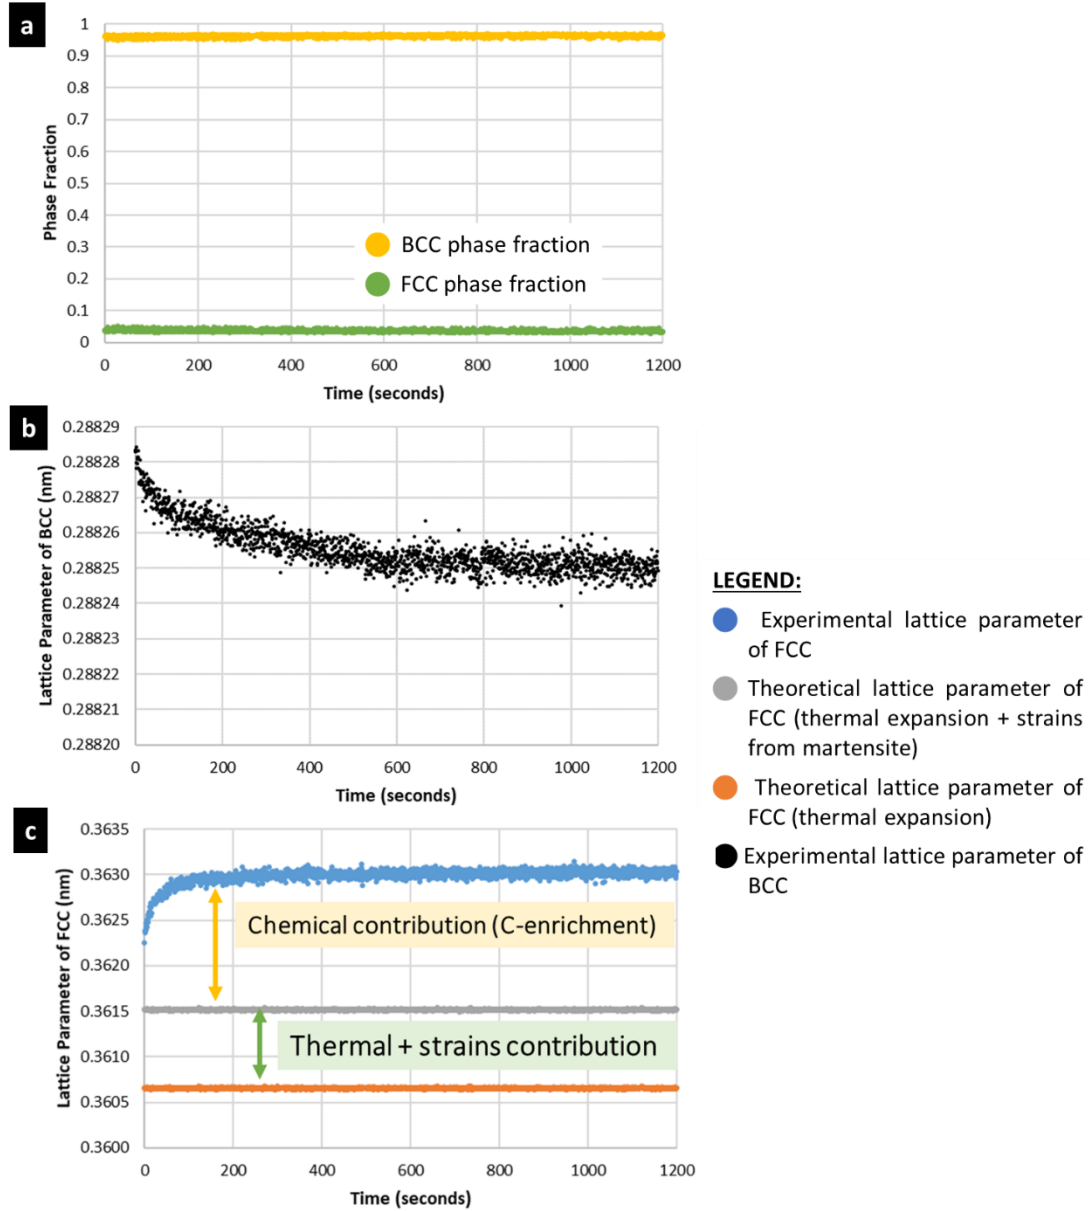 a
1
0.9
0.8
0.7
0.6
0.5
0.4
0.3
0.2
0.1
0
Phase Fraction
BCC phase fraction
FCC phase fraction
0 200 400 600 800 1000 1200
Time (seconds)
b
0.28829
0.28828
0.28827
0.28826
0.28825
0.28824
0.28823
0.28822
0.28821
0.28820
Lattice Parameter of BCC (nm)
0 200 400 600 800 1000 1200
Time (seconds)
c
0.3635
0.3630
0.3625
0.3620
0.3615
0.3610
0.3605
0.3600
Lattice Parameter of FCC (nm)
Chemical contribution (C-enrichment)
Thermal + strains contribution
0 200 400 600 800 1000 1200
Time (seconds)
LEGEND:
Experimental lattice parameter
of FCC
Theoretical lattice parameter of
FCC (thermal expansion + strains
from martensite)
Theoretical lattice parameter of
FCC (thermal expansion)
Experimental lattice parameter of
BCC